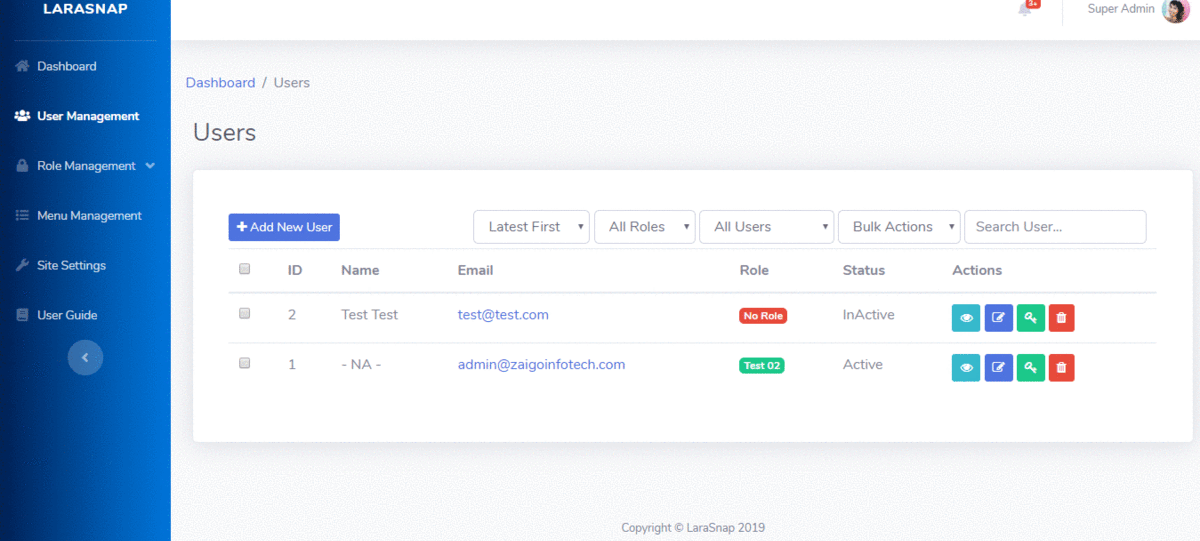 LARASNAP
3+
Super Admin
Dashboard
User Management
Role Management
Menu Management
Site Settings
User Guide
Dashboard / Users
Users
Add New User Latest First All Roles All Users Bulk Actions Search User...
ID Name Email Role Status Actions
2 Test Test test@test.com No Role InActive
1 - NA - admin@zaigoinfotech.com Test 02 Active
Copyright © LaraSnap 2019